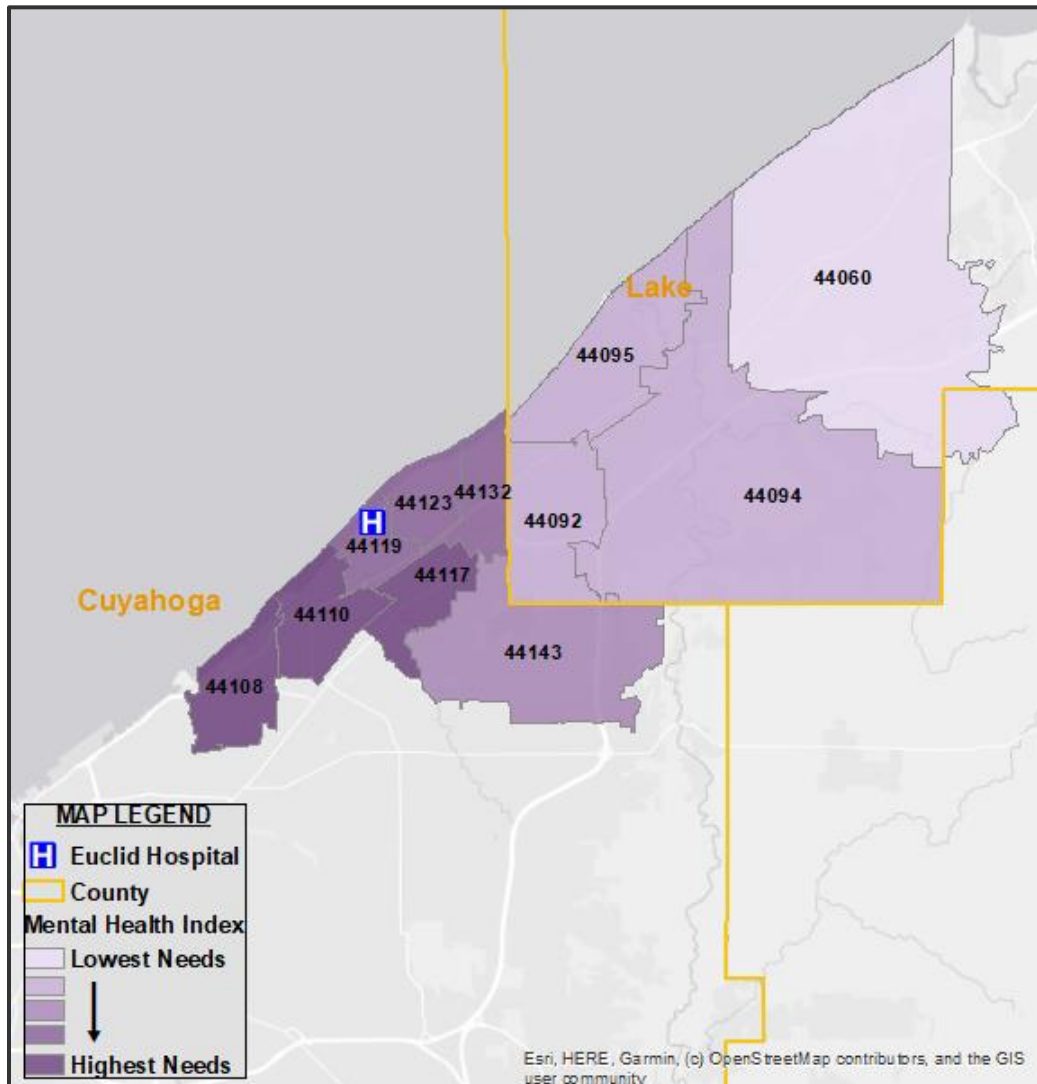 44060
Lake
44095
44094
44132
44123
44092
H
44119
44117
Cuyahoga
44110
44143
44108
MAP LEGEND
H Euclid Hospital
County
Mental Health Index
Lowest Needs
Highest Needs
Esri, HERE, Garmin, (c) OpenStreetMap contributors, and the GIS
user community